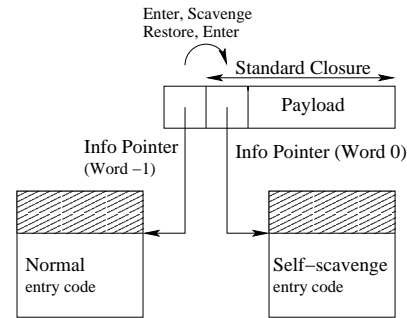 Enter, Scavenge
Restore, Enter
Standard Closure
Payload
Info Pointer
(Word −1)
Info Pointer (Word 0)
Normal
entry code
Self−scavenge
entry code